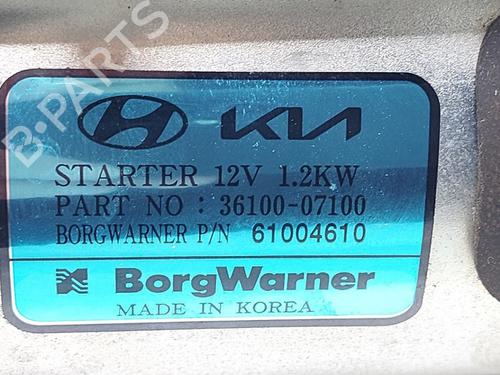 B-PARTS
KIA
STARTER 12V 1.2KW
PART NO : 36100-07100
BORGWARNER P/N 61004610
BorgWarner
MADE IN KOREA